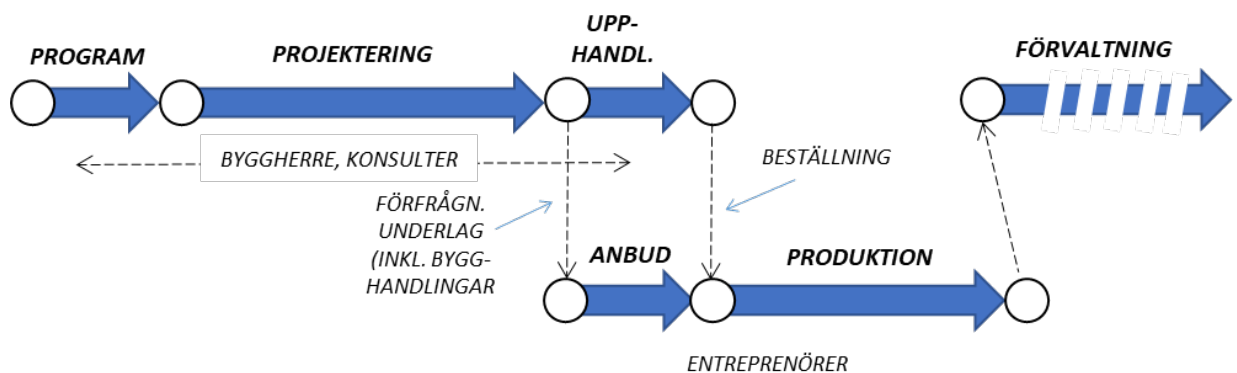 PROGRAM
PROJEKTERING
UPP-
HANDL.
FÖRVALTNING
BYGGHERRE, KONSULTER
BESTÄLLNING
FÖRFRÅGN.
UNDERLAG
(INKL. BYGG-
HANDLINGAR
ANBUD
PRODUKTION
ENTREPRENÖRER